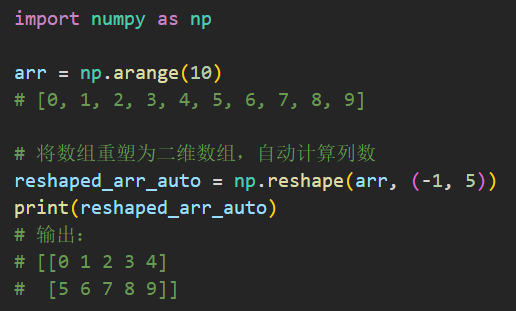 import numpy as np
arr = np.arange(10)
# [0, 1, 2, 3, 4, 5, 6, 7, 8, 9]
# 将数组重塑为二维数组，自动计算列数
reshaped_arr_auto = np.reshape(arr, (-1, 5))
print(reshaped_arr_auto)
# 输出：
# [[0 1 2 3 4]
#  [5 6 7 8 9]]